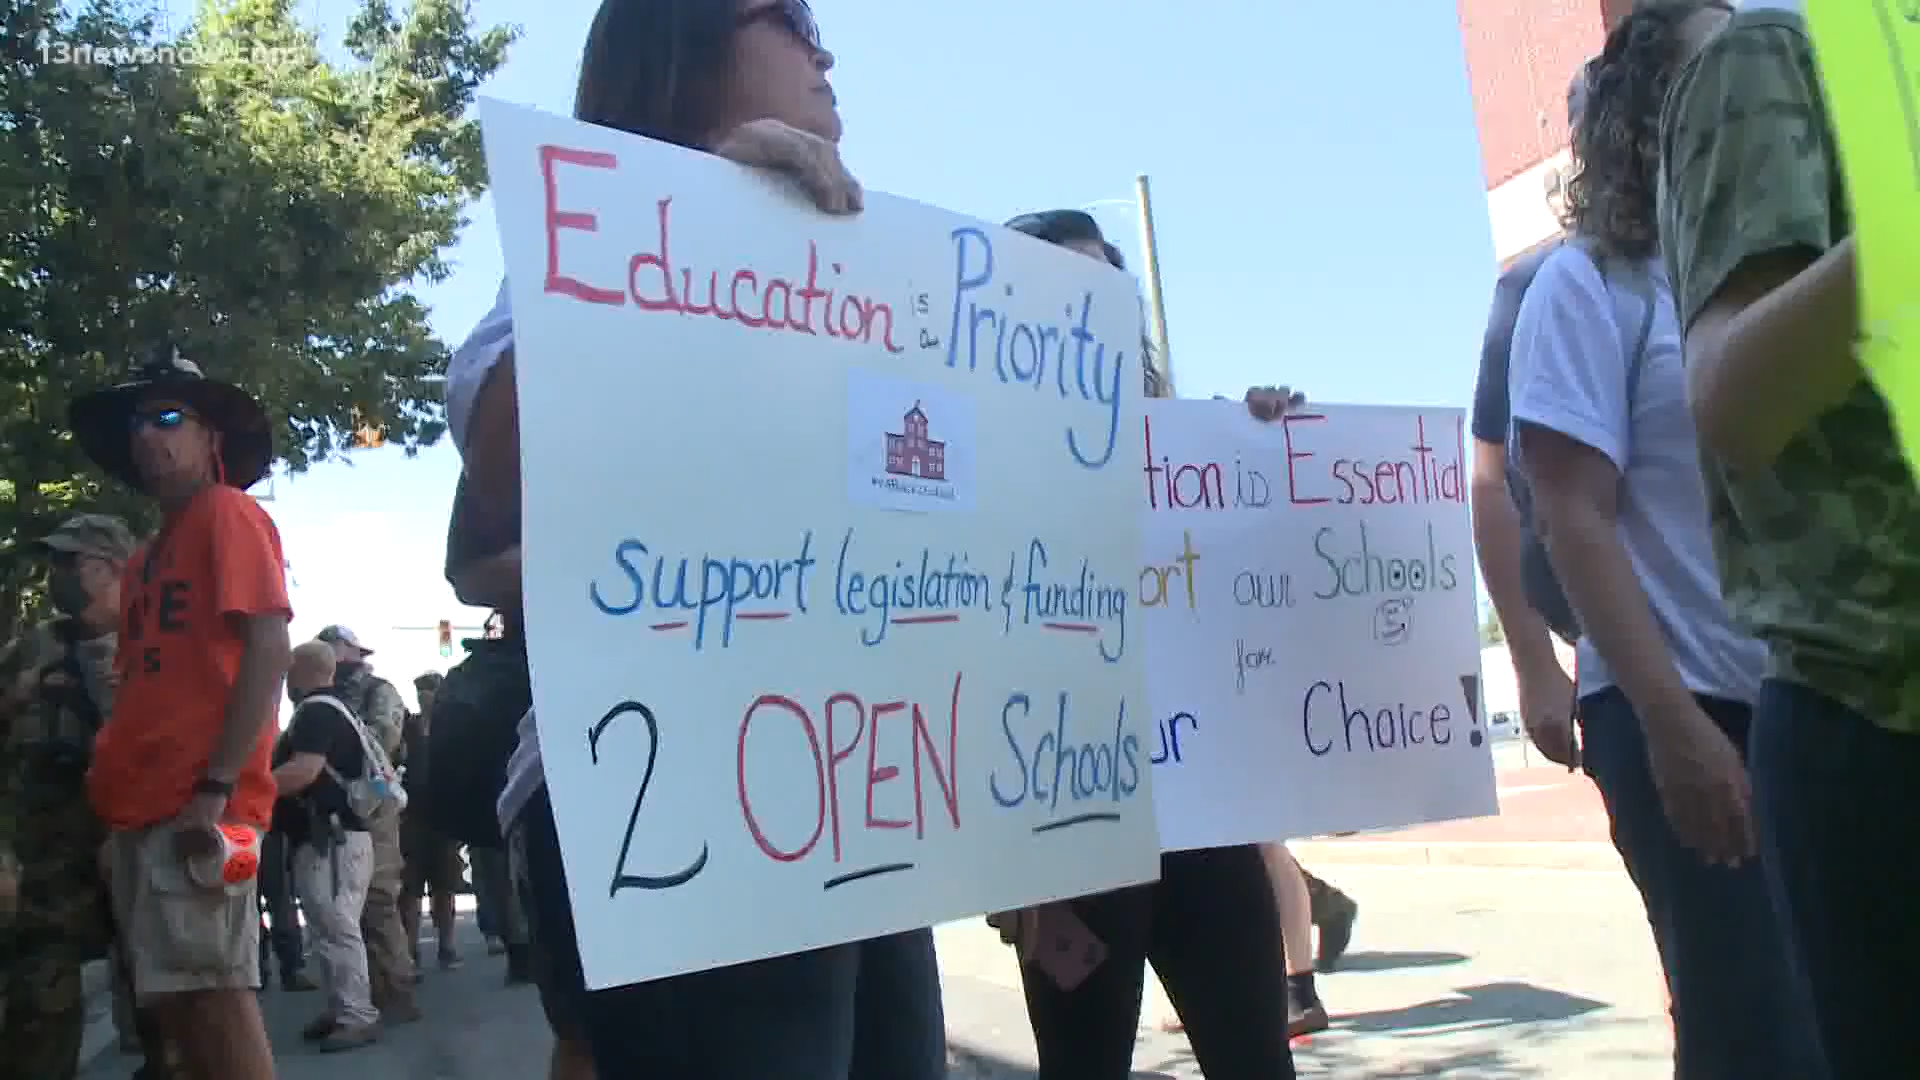 13newsnow.com
Education is a Priority
Support legislation & funding
2 OPEN Schools
tion is Essential
ort our Schools
for
ur Choice!